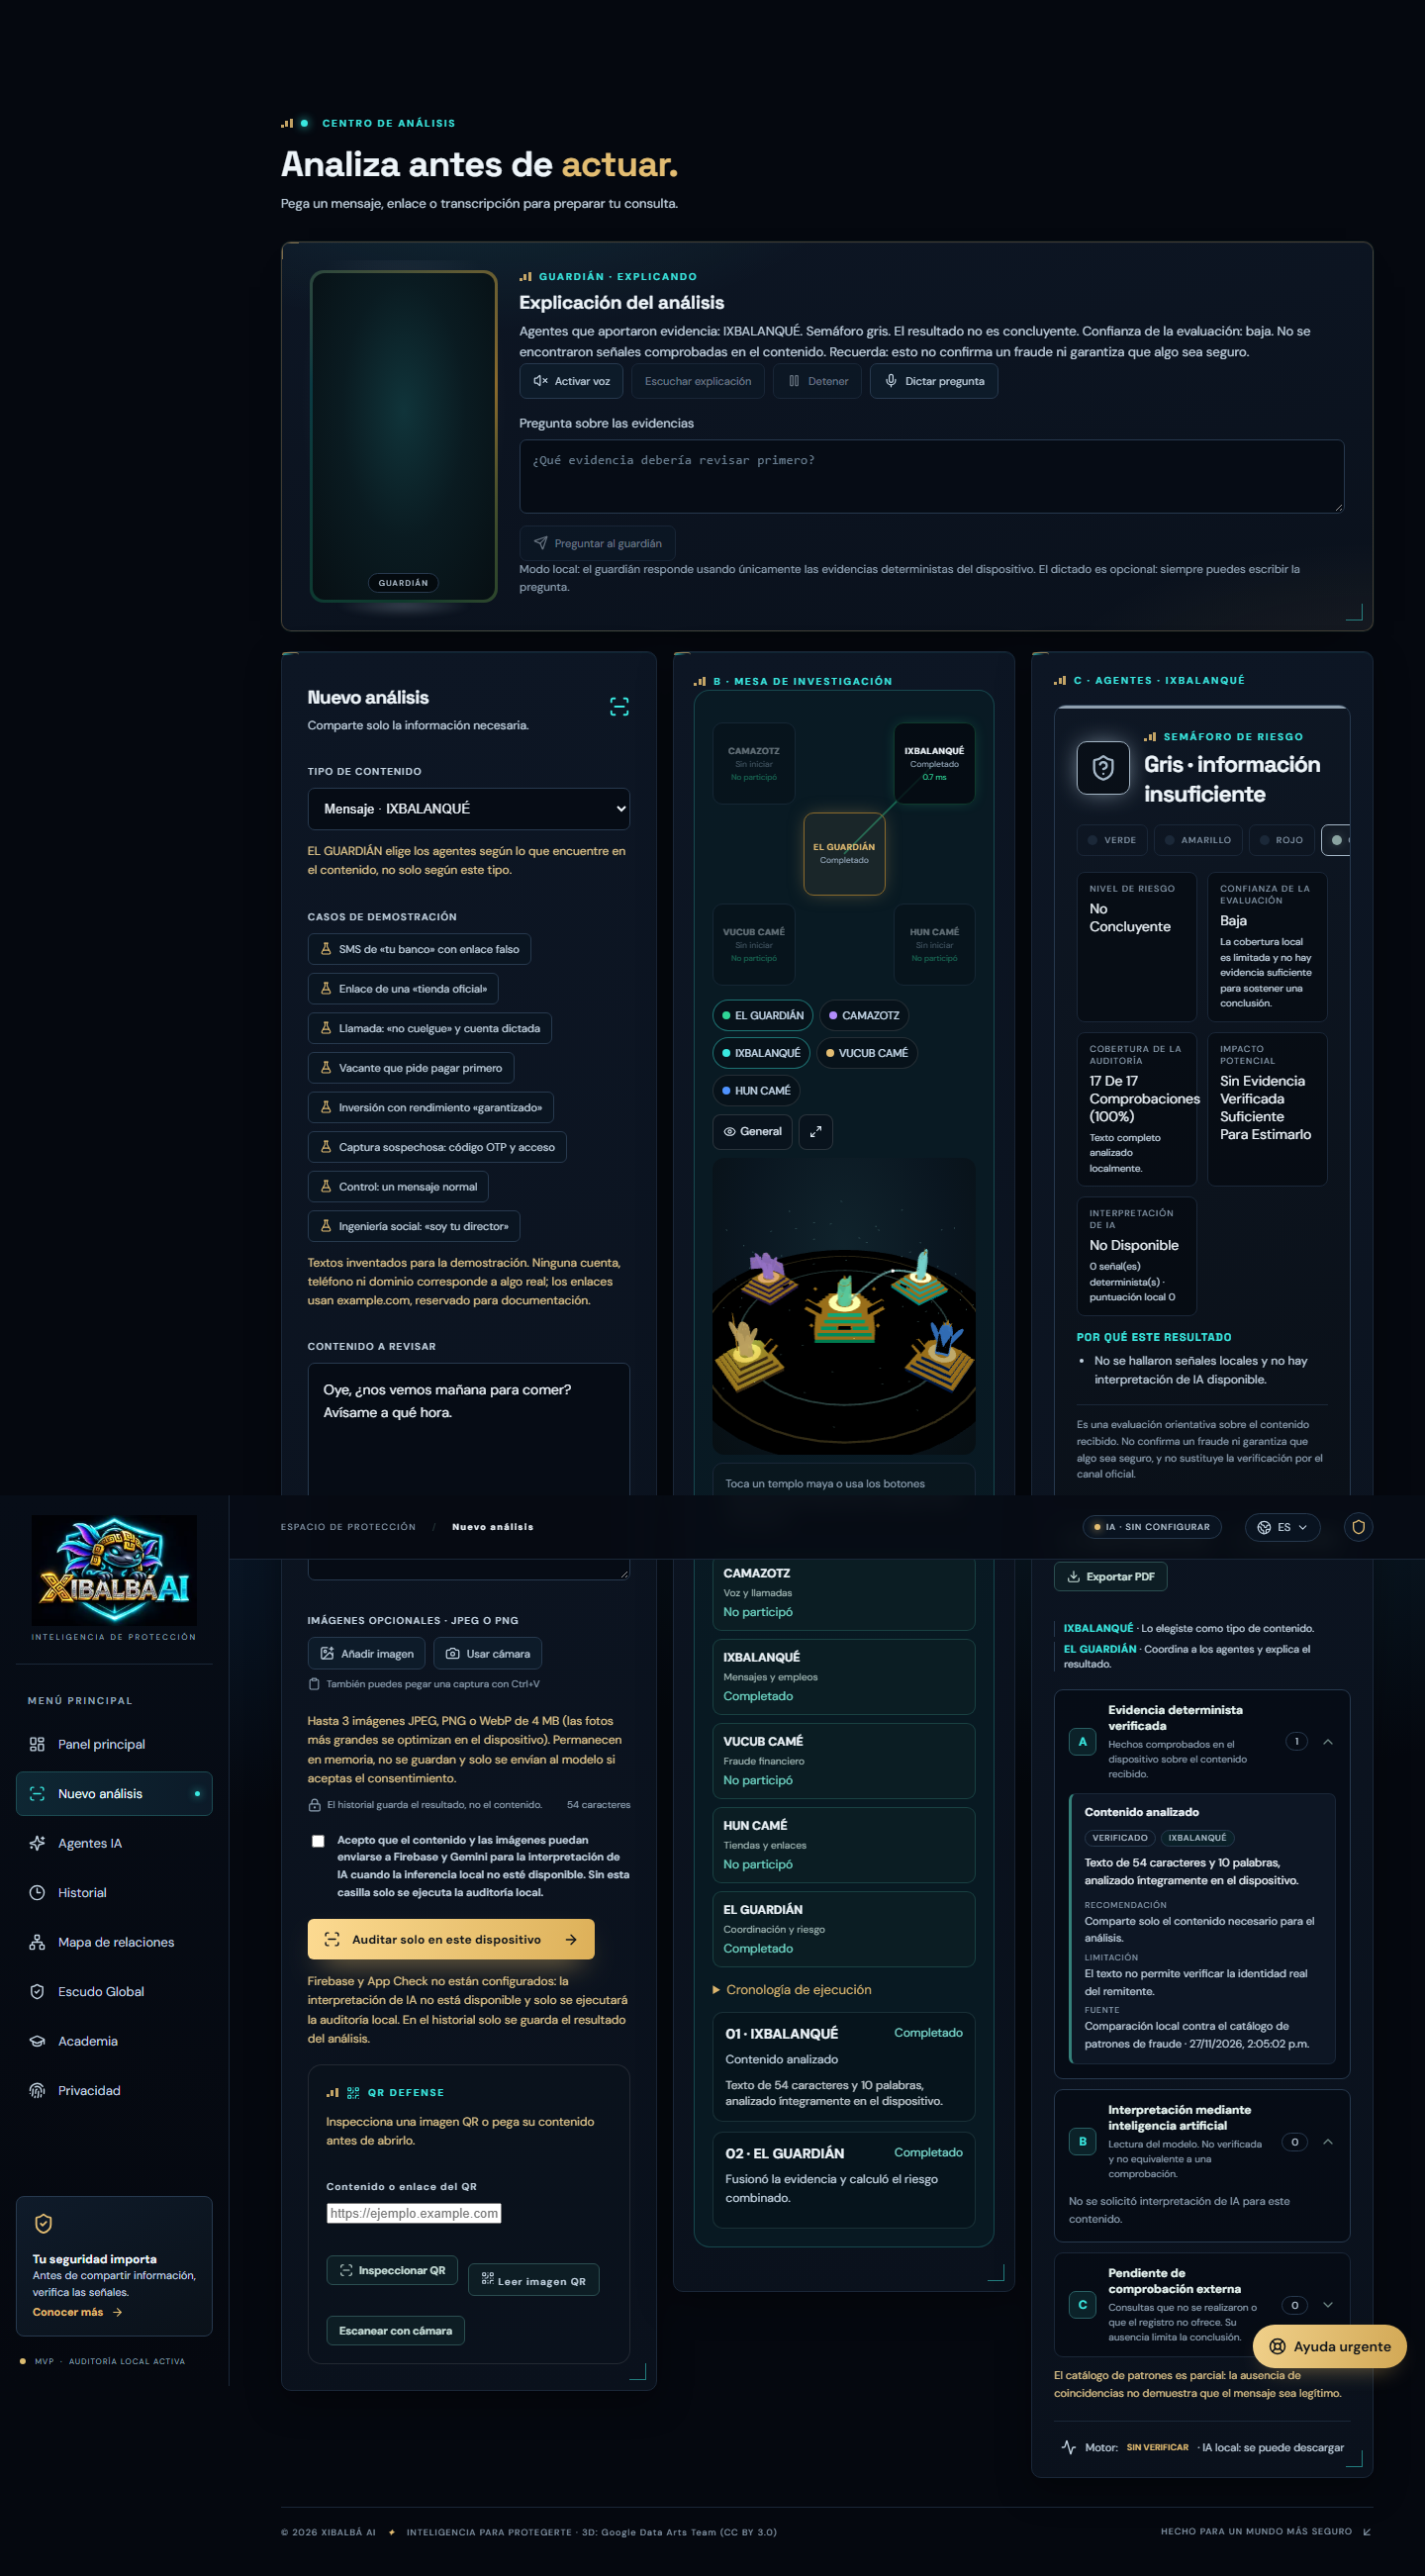 CENTRO DE ANÁLISIS
Analiza antes de actuar.
Pega un mensaje, enlace o transcripción para preparar tu consulta.
GUARDIÁN
GUARDIÁN · EXPLICANDO
Explicación del análisis
Agentes que aportaron evidencia: IXBALANQUÉ. Semáforo gris. El resultado no es concluyente. Confianza de la evaluación: baja. No se
encontraron señales comprobadas en el contenido. Recuerda: esto no confirma un fraude ni garantiza que algo sea seguro.
Activar voz
Escuchar explicación
Detener
Dictar pregunta
Pregunta sobre las evidencias
¿Qué evidencia debería revisar primero?
Preguntar al guardián
Modo local: el guardián responde usando únicamente las evidencias deterministas del dispositivo. El dictado es opcional: siempre puedes escribir la
pregunta.
Nuevo análisis
Comparte solo la información necesaria.
TIPO DE CONTENIDO
Mensaje · IXBALANQUÉ
EL GUARDIÁN elige los agentes según lo que encuentre en
el contenido, no solo según este tipo.
CASOS DE DEMOSTRACIÓN
SMS de «tu banco» con enlace falso
Enlace de una «tienda oficial»
Llamada: «no cuelgue» y cuenta dictada
Vacante que pide pagar primero
Inversión con rendimiento «garantizado»
Captura sospechosa: código OTP y acceso
Control: un mensaje normal
Ingeniería social: «soy tu director»
Textos inventados para la demostración. Ninguna cuenta,
teléfono ni dominio corresponde a algo real; los enlaces
usan example.com, reservado para documentación.
CONTENIDO A REVISAR
Oye, ¿nos vemos mañana para comer?
Avísame a qué hora.
IMÁGENES OPCIONALES · JPEG O PNG
Añadir imagen
Usar cámara
También puedes pegar una captura con Ctrl+V
Hasta 3 imágenes JPEG, PNG o WebP de 4 MB (las fotos
más grandes se optimizan en el dispositivo). Permanecen
en memoria, no se guardan y solo se envían al modelo si
aceptas el consentimiento.
El historial guarda el resultado, no el contenido.
54 caracteres
Acepto que el contenido y las imágenes puedan
enviarse a Firebase y Gemini para la interpretación de
IA cuando la inferencia local no esté disponible. Sin esta
casilla solo se ejecuta la auditoría local.
Auditar solo en este dispositivo
Firebase y App Check no están configurados: la
interpretación de IA no está disponible y solo se ejecutará
la auditoría local. En el historial solo se guarda el resultado
del análisis.
QR DEFENSE
Inspecciona una imagen QR o pega su contenido
antes de abrirlo.
Contenido o enlace del QR
https://ejemplo.example.com
Inspeccionar QR
Leer imagen QR
Escanear con cámara
B · MESA DE INVESTIGACIÓN
CAMAZOTZ
Sin iniciar
No participó
IXBALANQUÉ
Completado
0.7 ms
EL GUARDIÁN
Completado
VUCUB CAMÉ
Sin iniciar
No participó
HUN CAMÉ
Sin iniciar
No participó
EL GUARDIÁN
CAMAZOTZ
IXBALANQUÉ
VUCUB CAMÉ
HUN CAMÉ
General
Toca un templo maya o usa los botones
CAMAZOTZ
Voz y llamadas
No participó
IXBALANQUÉ
Mensajes y empleos
Completado
VUCUB CAMÉ
Fraude financiero
No participó
HUN CAMÉ
Tiendas y enlaces
No participó
EL GUARDIÁN
Coordinación y riesgo
Completado
Cronología de ejecución
01 · IXBALANQUÉ
Completado
Contenido analizado
Texto de 54 caracteres y 10 palabras,
analizado íntegramente en el dispositivo.
02 · EL GUARDIÁN
Completado
Fusionó la evidencia y calculó el riesgo
combinado.
C · AGENTES · IXBALANQUÉ
SEMÁFORO DE RIESGO
Gris · información
insuficiente
VERDE
AMARILLO
ROJO
NIVEL DE RIESGO
No
Concluyente
CONFIANZA DE LA
EVALUACIÓN
Baja
La cobertura local
es limitada y no hay
evidencia suficiente
para sostener una
conclusión.
COBERTURA DE LA
AUDITORÍA
17 De 17
Comprobaciones
(100%)
Texto completo
analizado
localmente.
IMPACTO
POTENCIAL
Sin Evidencia
Verificada
Suficiente
Para Estimarlo
INTERPRETACIÓN
DE IA
No Disponible
0 señal(es)
determinista(s) ·
puntuación local 0
POR QUÉ ESTE RESULTADO
No se hallaron señales locales y no hay
interpretación de IA disponible.
Es una evaluación orientativa sobre el contenido
recibido. No confirma un fraude ni garantiza que
algo sea seguro, y no sustituye la verificación por el
canal oficial.
Exportar PDF
IXBALANQUÉ · Lo elegiste como tipo de contenido.
EL GUARDIÁN · Coordina a los agentes y explica el
resultado.
A
Evidencia determinista
verificada
Hechos comprobados en el
dispositivo sobre el contenido
recibido.
1
Contenido analizado
VERIFICADO
IXBALANQUÉ
Texto de 54 caracteres y 10 palabras,
analizado íntegramente en el dispositivo.
RECOMENDACIÓN
Comparte solo el contenido necesario para el
análisis.
LIMITACIÓN
El texto no permite verificar la identidad real
del remitente.
FUENTE
Comparación local contra el catálogo de
patrones de fraude · 27/11/2026, 2:05:02 p.m.
B
Interpretación mediante
inteligencia artificial
Lectura del modelo. No verificada
y no equivalente a una
comprobación.
0
No se solicitó interpretación de IA para este
contenido.
C
Pendiente de
comprobación externa
Consultas que no se realizaron o
que el registro no ofrece. Su
ausencia limita la conclusión.
0
El catálogo de patrones es parcial: la ausencia de
coincidencias no demuestra que el mensaje sea legítimo.
Motor: SIN VERIFICAR · IA local: se puede descargar
Ayuda urgente
ESPACIO DE PROTECCIÓN / Nuevo análisis
IA · SIN CONFIGURAR
ES
XIBALBÁ AI
INTELIGENCIA DE PROTECCIÓN
MENÚ PRINCIPAL
Panel principal
Nuevo análisis
Agentes IA
Historial
Mapa de relaciones
Escudo Global
Academia
Privacidad
Tu seguridad importa
Antes de compartir información,
verifica las señales.
Conocer más
MVP · AUDITORÍA LOCAL ACTIVA
© 2026 XIBALBÁ AI
INTELIGENCIA PARA PROTEGERTE · 3D: Google Data Arts Team (CC BY 3.0)
HECHO PARA UN MUNDO MÁS SEGURO